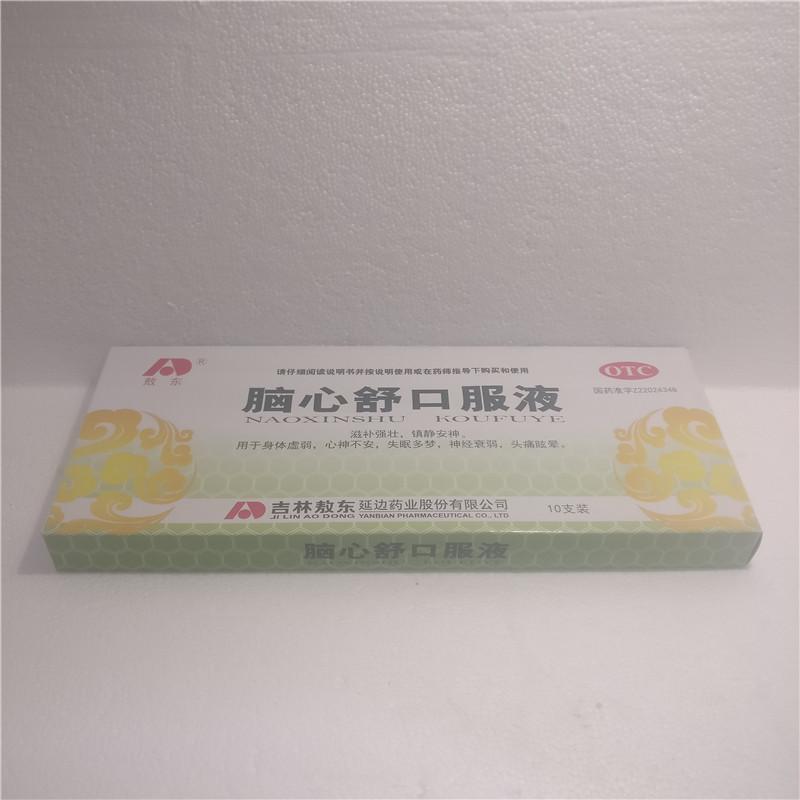 敖东
®
请仔细阅读说明书并按说明使用或在药师指导下购买和使用
OTC
国药准字Z22024348
脑心舒口服液
NAOXINSHU KOUFUYE
滋补强壮，镇静安神。
用于身体虚弱，心神不安，失眠多梦，神经衰弱，头痛眩晕。
吉林敖东延边药业股份有限公司
JI LIN AO DONG YANBIAN PHARMACEUTICAL CO., LTD
10支装
脑心舒口服液